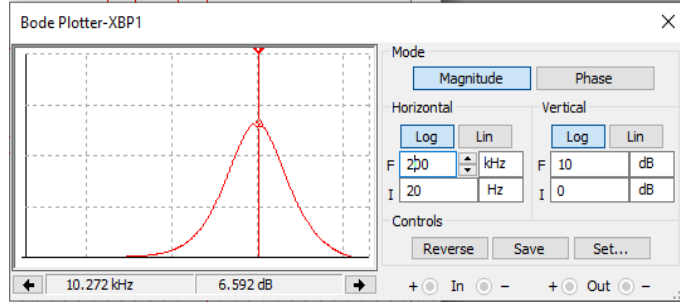 Bode Plotter-XBP1
Mode
Magnitude Phase
Horizontal Vertical
Log Lin Log Lin
F 200 kHz F 10 dB
I 20 Hz I 0 dB
Controls
Reverse Save Set...
10.272 kHz 6.592 dB + In - + Out -